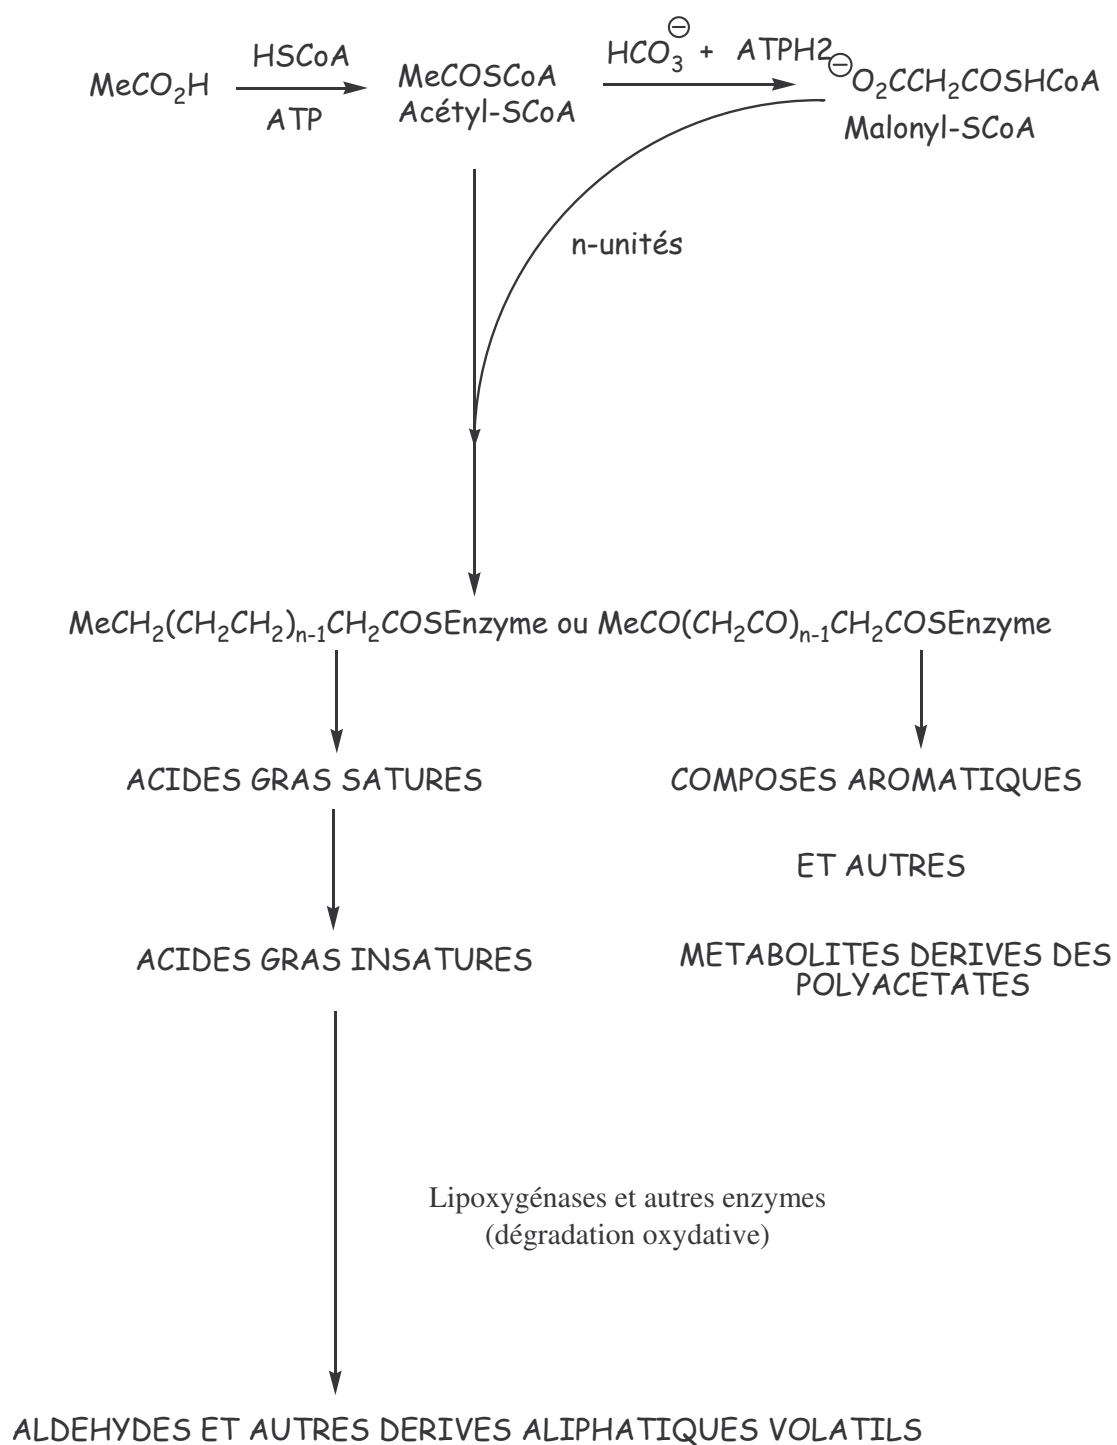 HSCoA
MeCO2H
ATP
MeCOSCoA
Acétyl-SCoA
HCO3⊖ + ATPH2
⊖O2CCH2COSHCoA
Malonyl-SCoA
n-unités
MeCH2(CH2CH2)n-1CH2COSEnzyme ou MeCO(CH2CO)n-1CH2COSEnzyme
ACIDES GRAS SATURES
COMPOSES AROMATIQUES
ET AUTRES
ACIDES GRAS INSATURES
METABOLITES DERIVES DES
POLYACETATES
Lipoxygénases et autres enzymes
(dégradation oxydative)
ALDEHYDES ET AUTRES DERIVES ALIPHATIQUES VOLATILS